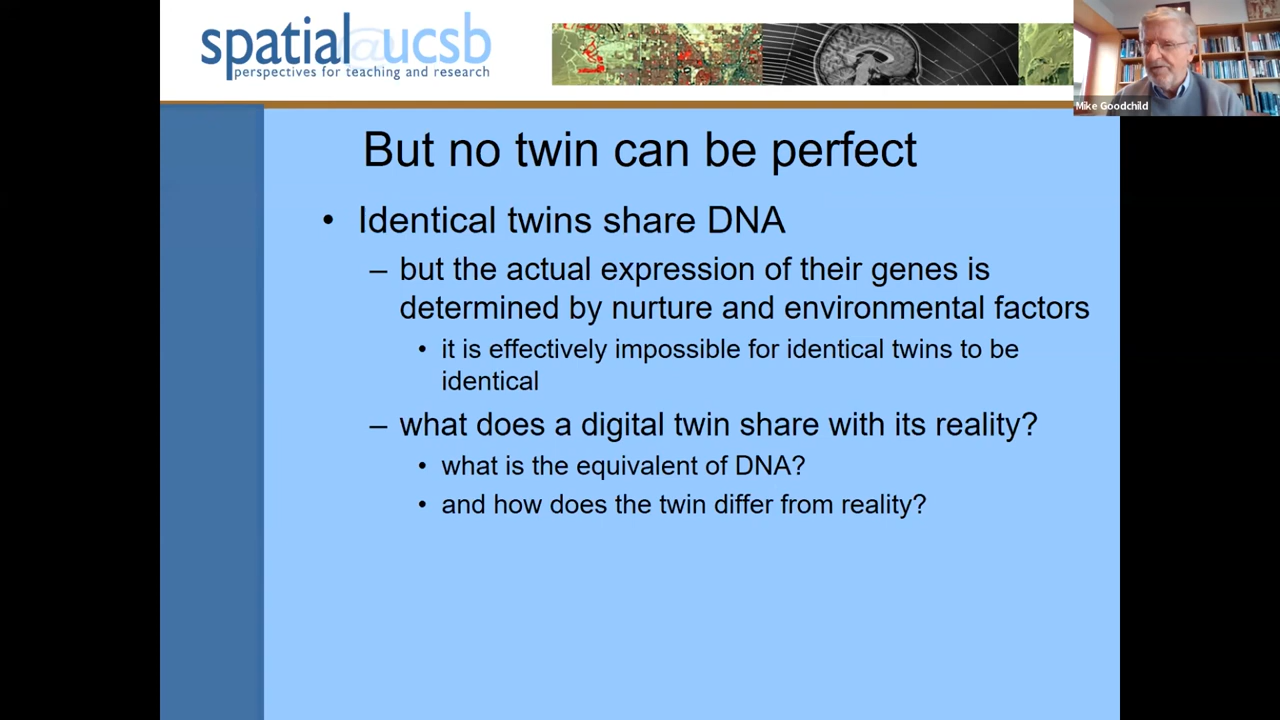 spatial@ucsb
perspectives for teaching and research
Mike Goodchild
But no twin can be perfect
• Identical twins share DNA
– but the actual expression of their genes is
determined by nurture and environmental factors
• it is effectively impossible for identical twins to be
identical
– what does a digital twin share with its reality?
• what is the equivalent of DNA?
• and how does the twin differ from reality?